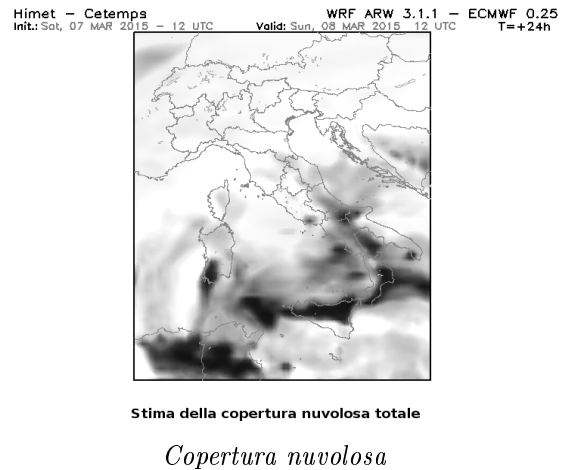 Himet – Cetemps WRF ARW 3.1.1 – ECMWF 0.25
Init.: Sat, 07 MAR 2015 – 12 UTC Valid: Sun, 08 MAR 2015 12 UTC T=+24h
Stima della copertura nuvolosa totale
Copertura nuvolosa